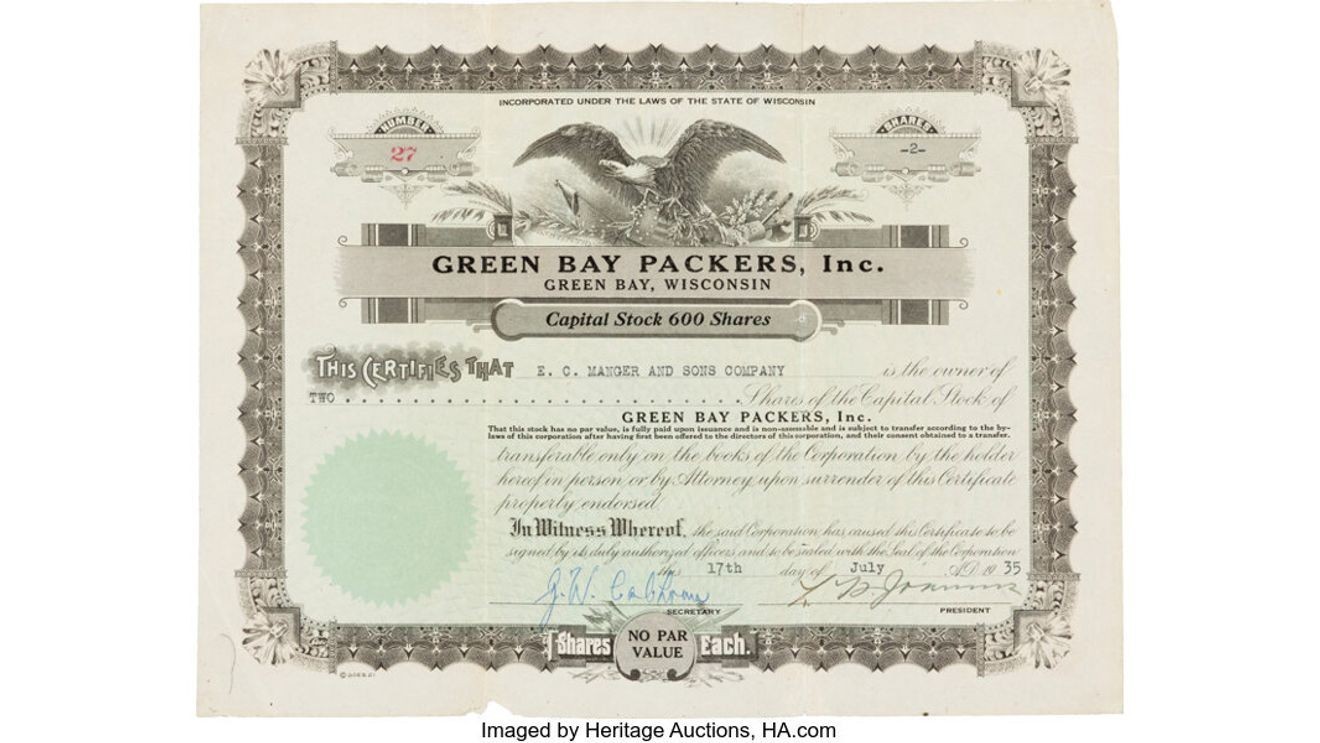 INCORPORATED UNDER THE LAWS OF THE STATE OF WISCONSIN
NUMBER
27
SHARES
-2-
GREEN BAY PACKERS, Inc.
GREEN BAY, WISCONSIN
Capital Stock 600 Shares
THIS CERTIFIES THAT E. C. MANGER AND SONS COMPANY is the owner of
TWO Shares of the Capital Stock of
GREEN BAY PACKERS, Inc.
That this stock has no par value, is fully paid upon issuance and is non-assessable and is subject to transfer according to the by-
laws of this corporation after having first been offered to the directors of this corporation, and their consent obtained to a transfer.
transferable only on the books of the Corporation by the holder
hereof in person or by Attorney upon surrender of this Certificate
properly endorsed.
In Witness Whereof, the said Corporation has caused this Certificate to be
signed by its duly authorized officers and to be sealed with the Seal of the Corporation
this 17th day of July A.D. 1935
SECRETARY
PRESIDENT
Shares NO PAR VALUE Each.
Imaged by Heritage Auctions, HA.com